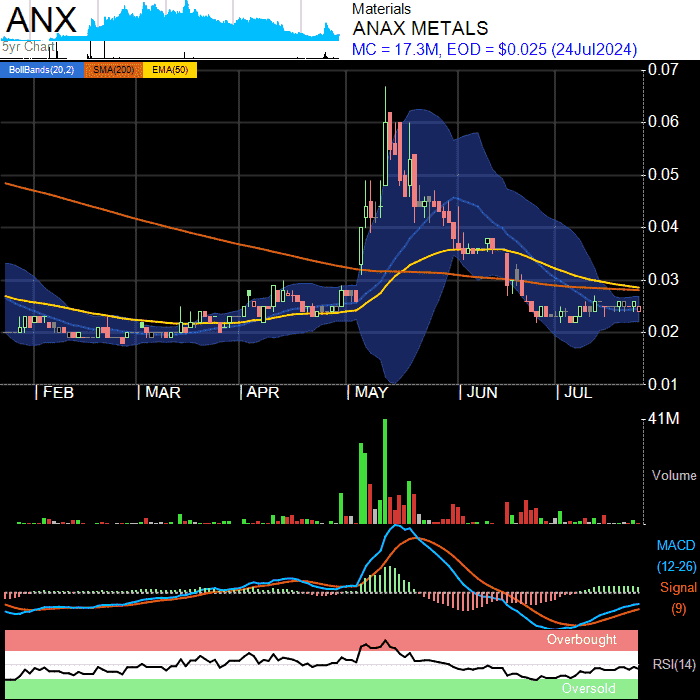 ANX
5yr Chart
Materials
ANAX METALS
MC = 17.3M, EOD = $0.025 (24Jul2024)
BollBands(20,2) SMA(200) EMA(50)
0.07
0.06
0.05
0.04
0.03
0.02
0.01
FEB MAR APR MAY JUN JUL
41M
Volume
MACD
(12-26)
Signal
(9)
Overbought
RSI(14)
Oversold